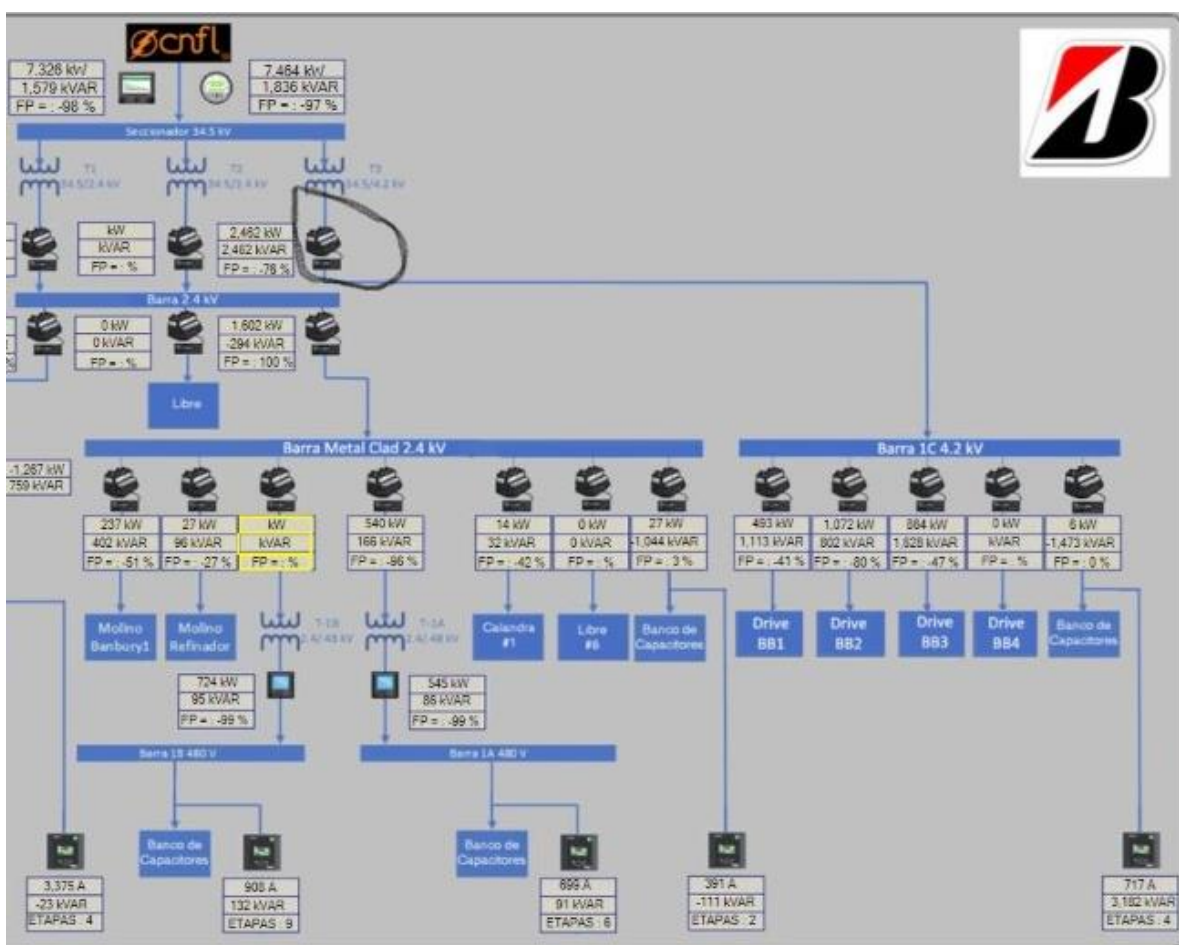 cnfl
7.326 kW
1,579 kVAR
FP = : -98 %
7.464 kW
1,836 kVAR
FP = : -97 %
Seccionador 34.5 kV
T1
34.5/2.4 kV
T2
34.5/2.4 kV
T3
34.5/4.2 kV
kW
kVAR
FP = : %
2,462 kW
2,462 kVAR
FP = : -76 %
Barra 2.4 kV
0 kW
0 kVAR
FP = : %
1,602 kW
-294 kVAR
FP = : 100 %
Libre
Barra Metal Clad 2.4 kV
Barra 1C 4.2 kV
-1,267 kW
759 kVAR
237 kW
402 kVAR
FP = : -51 %
27 kW
96 kVAR
FP = : -27 %
kW
kVAR
FP = : %
540 kW
166 kVAR
FP = : -96 %
14 kW
32 kVAR
FP = : -42 %
0 kW
0 kVAR
FP = : %
27 kW
-1,044 kVAR
FP = : 3 %
493 kW
1,113 kVAR
FP = : -41 %
1,072 kW
802 kVAR
FP = : -80 %
864 kW
1,628 kVAR
FP = : -47 %
0 kW
kVAR
FP = : %
6 kW
-1,473 kVAR
FP = : 0 %
Molino
Banbury1
Molino
Refinador
T-1B
2.4/.48 kV
T-1A
2.4/.48 kV
Calandra
#1
Libre
#6
Banco de
Capacitores
Drive
BB1
Drive
BB2
Drive
BB3
Drive
BB4
Banco de
Capacitores
724 kW
95 kVAR
FP = : -99 %
545 kW
86 kVAR
FP = : -99 %
Barra 1B 480 V
Barra 1A 480 V
Banco de
Capacitores
Banco de
Capacitores
3,375 A
-23 kVAR
ETAPAS : 4
908 A
132 kVAR
ETAPAS : 9
699 A
91 kVAR
ETAPAS : 6
391 A
-111 kVAR
ETAPAS : 2
717 A
3,182 kVAR
ETAPAS : 4